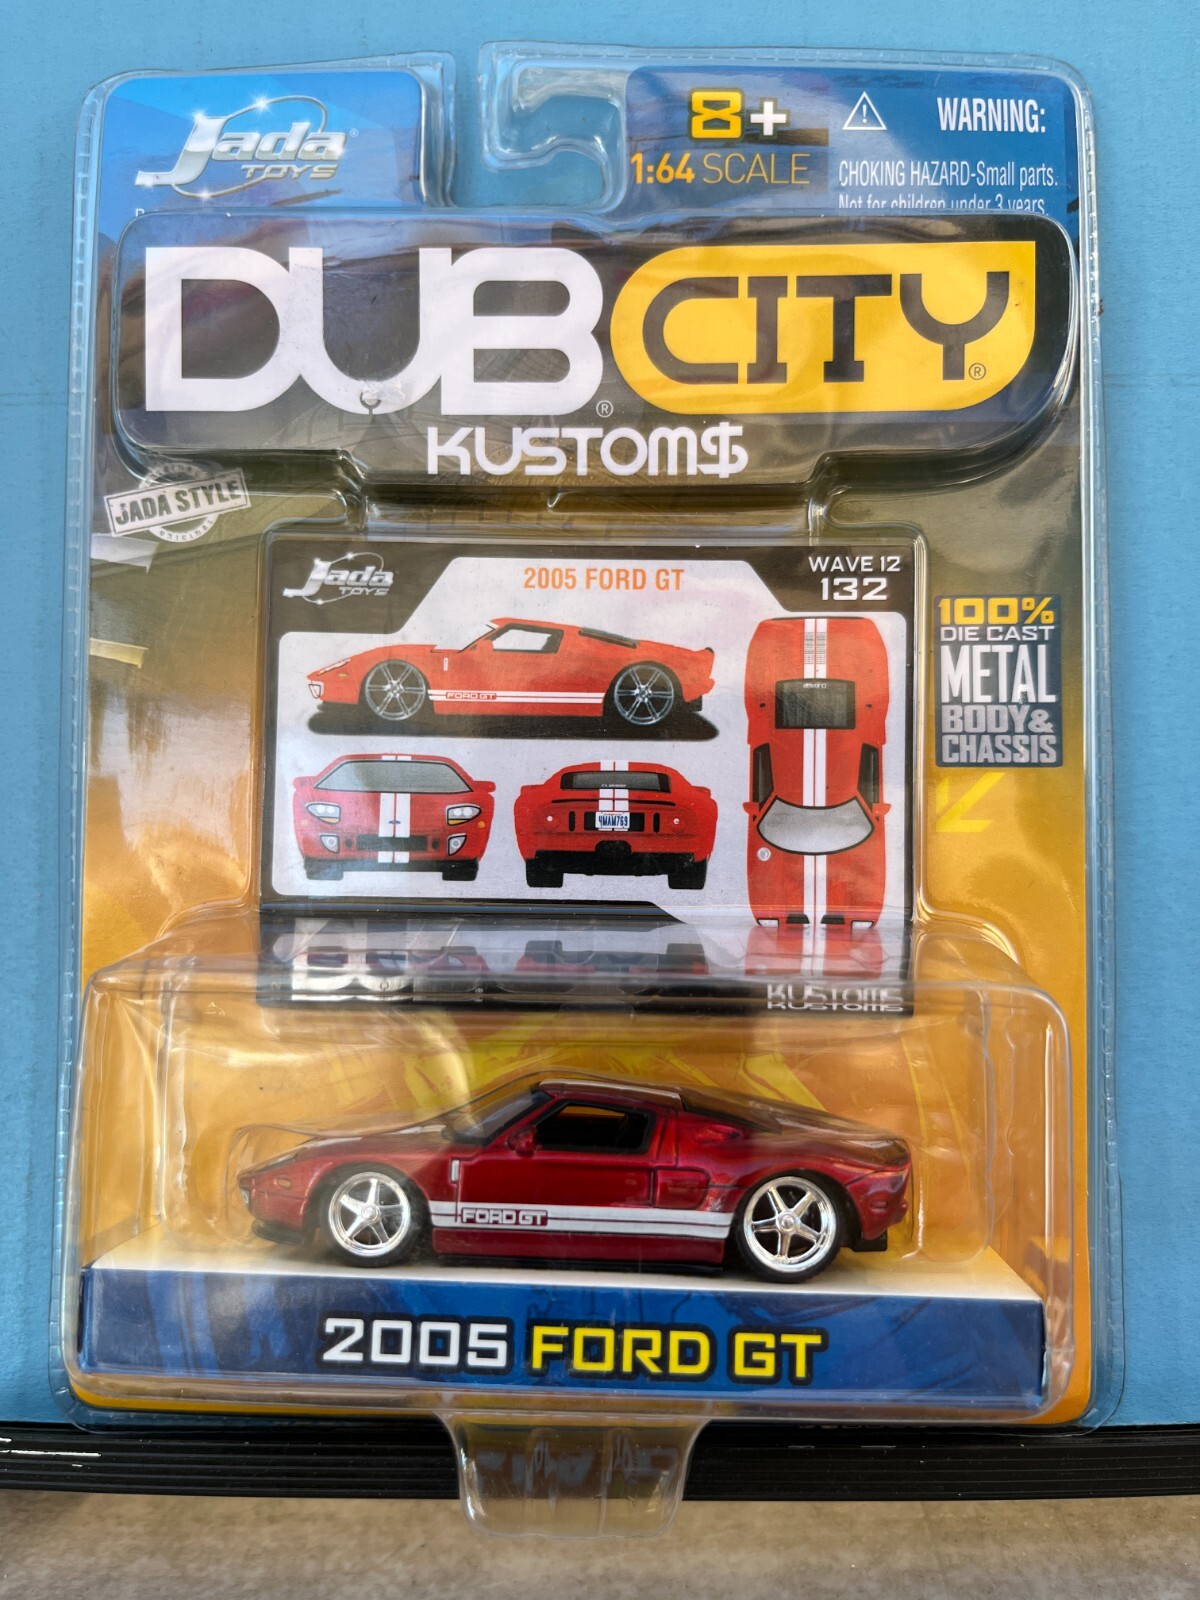 Jada
TOYS
8+
1:64 SCALE
WARNING:
CHOKING HAZARD-Small parts.
Not for children under 3 years.
DUB CITY
KUSTOM$
JADA STYLE
Jada
TOYS
2005 FORD GT
WAVE 12
132
FORD GT
4MAM769
100%
DIE CAST
METAL
BODY&
CHASSIS
KUSTOMS
FORD GT
2005 FORD GT